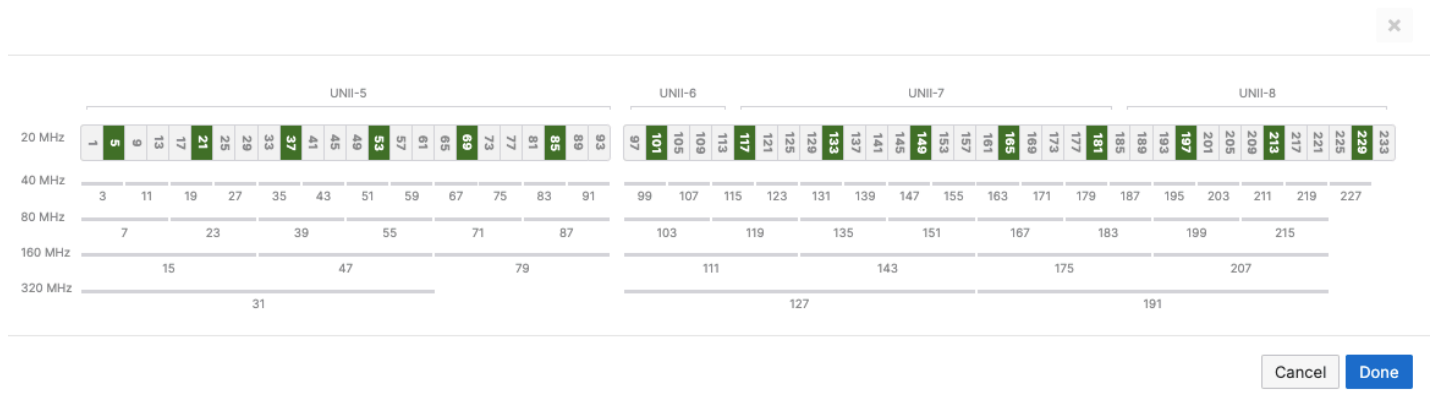 ×
UNII-5 UNII-6 UNII-7 UNII-8
20 MHz 1 5 9 13 17 21 25 29 33 37 41 45 49 53 57 61 65 69 73 77 81 85 89 93 97 101 105 109 113 117 121 125 129 133 137 141 145 149 153 157 161 165 169 173 177 181 185 189 193 197 201 205 209 213 217 221 225 229 233
40 MHz
3 11 19 27 35 43 51 59 67 75 83 91 99 107 115 123 131 139 147 155 163 171 179 187 195 203 211 219 227
80 MHz
7 23 39 55 71 87 103 119 135 151 167 183 199 215
160 MHz
15 47 79 111 143 175 207
320 MHz
31 127 191
Cancel Done